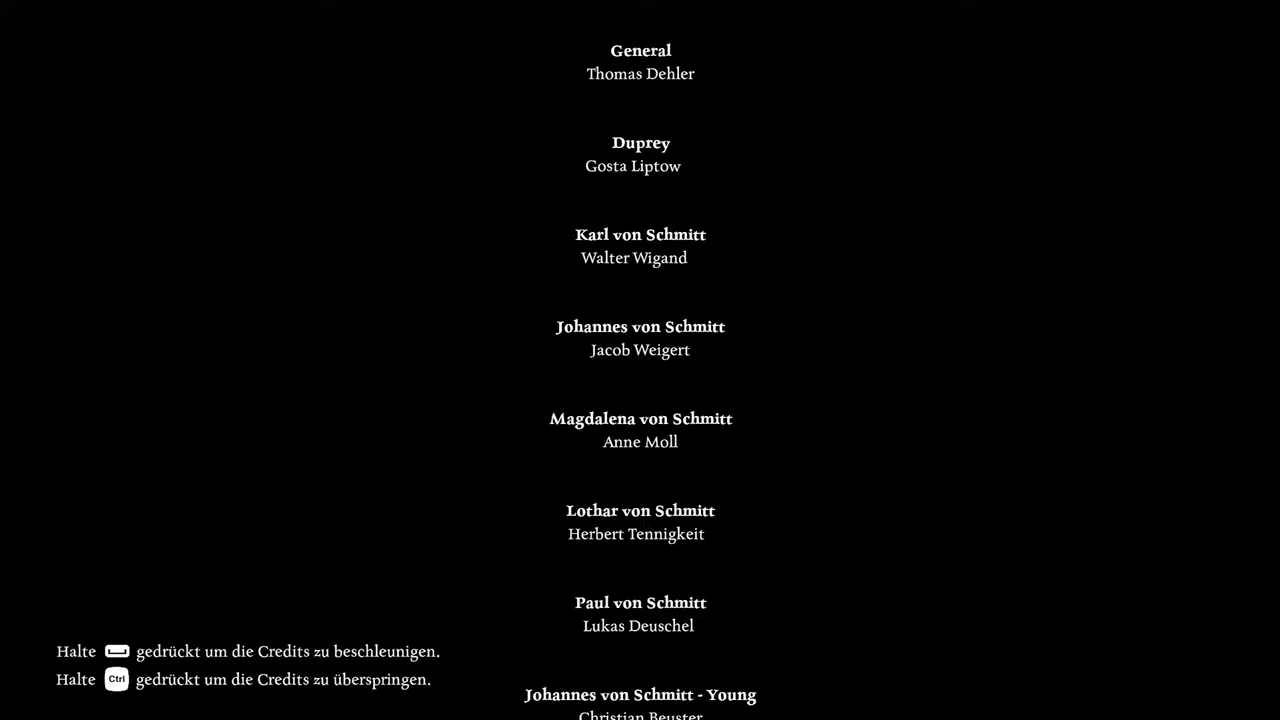 General
Thomas Dehler
Duprey
Gosta Liptow
Karl von Schmitt
Walter Wigand
Johannes von Schmitt
Jacob Weigert
Magdalena von Schmitt
Anne Moll
Lothar von Schmitt
Herbert Tennigkeit
Paul von Schmitt
Lukas Deuschel
Halte gedrückt um die Credits zu beschleunigen.
Halte Ctrl gedrückt um die Credits zu überspringen.
Johannes von Schmitt - Young
Christian Beuster